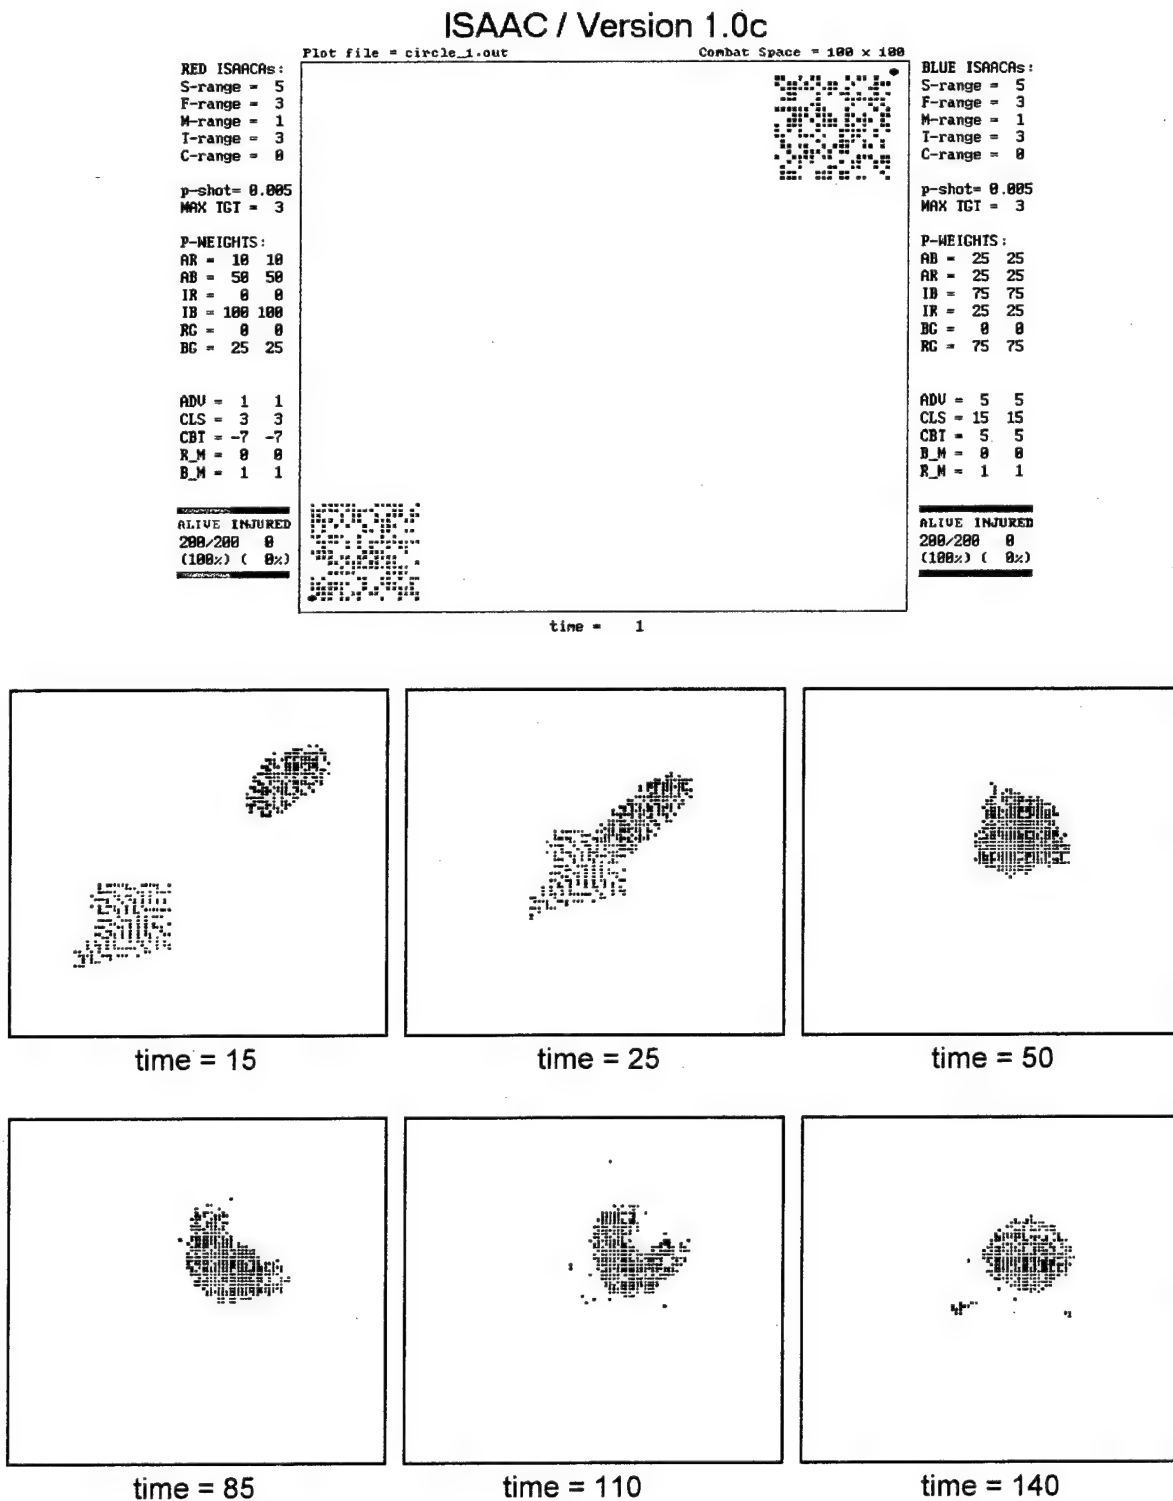 ISAAC / Version 1.0c
Plot file = circle_1.out Combat Space = 100 x 100
RED ISAACAs:
S-range = 5
F-range = 3
M-range = 1
T-range = 3
C-range = 0
p-shot= 0.005
MAX TGT = 3
P-WEIGHTS:
AR = 10 10
AB = 50 50
IR = 0 0
IB = 100 100
RG = 0 0
BG = 25 25
ADV = 1 1
CLS = 3 3
CBT = -7 -7
R_M = 0 0
B_M = 1 1
ALIVE INJURED
200/200 0
(100%) ( 0%)
BLUE ISAACAs:
S-range = 5
F-range = 3
M-range = 1
T-range = 3
C-range = 0
p-shot= 0.005
MAX TGT = 3
P-WEIGHTS:
AB = 25 25
AR = 25 25
IB = 75 75
IR = 25 25
BG = 0 0
RG = 75 75
ADV = 5 5
CLS = 15 15
CBT = 5 5
B_M = 0 0
R_M = 1 1
ALIVE INJURED
200/200 0
(100%) ( 0%)
time = 1
time = 15
time = 25
time = 50
time = 85
time = 110
time = 140